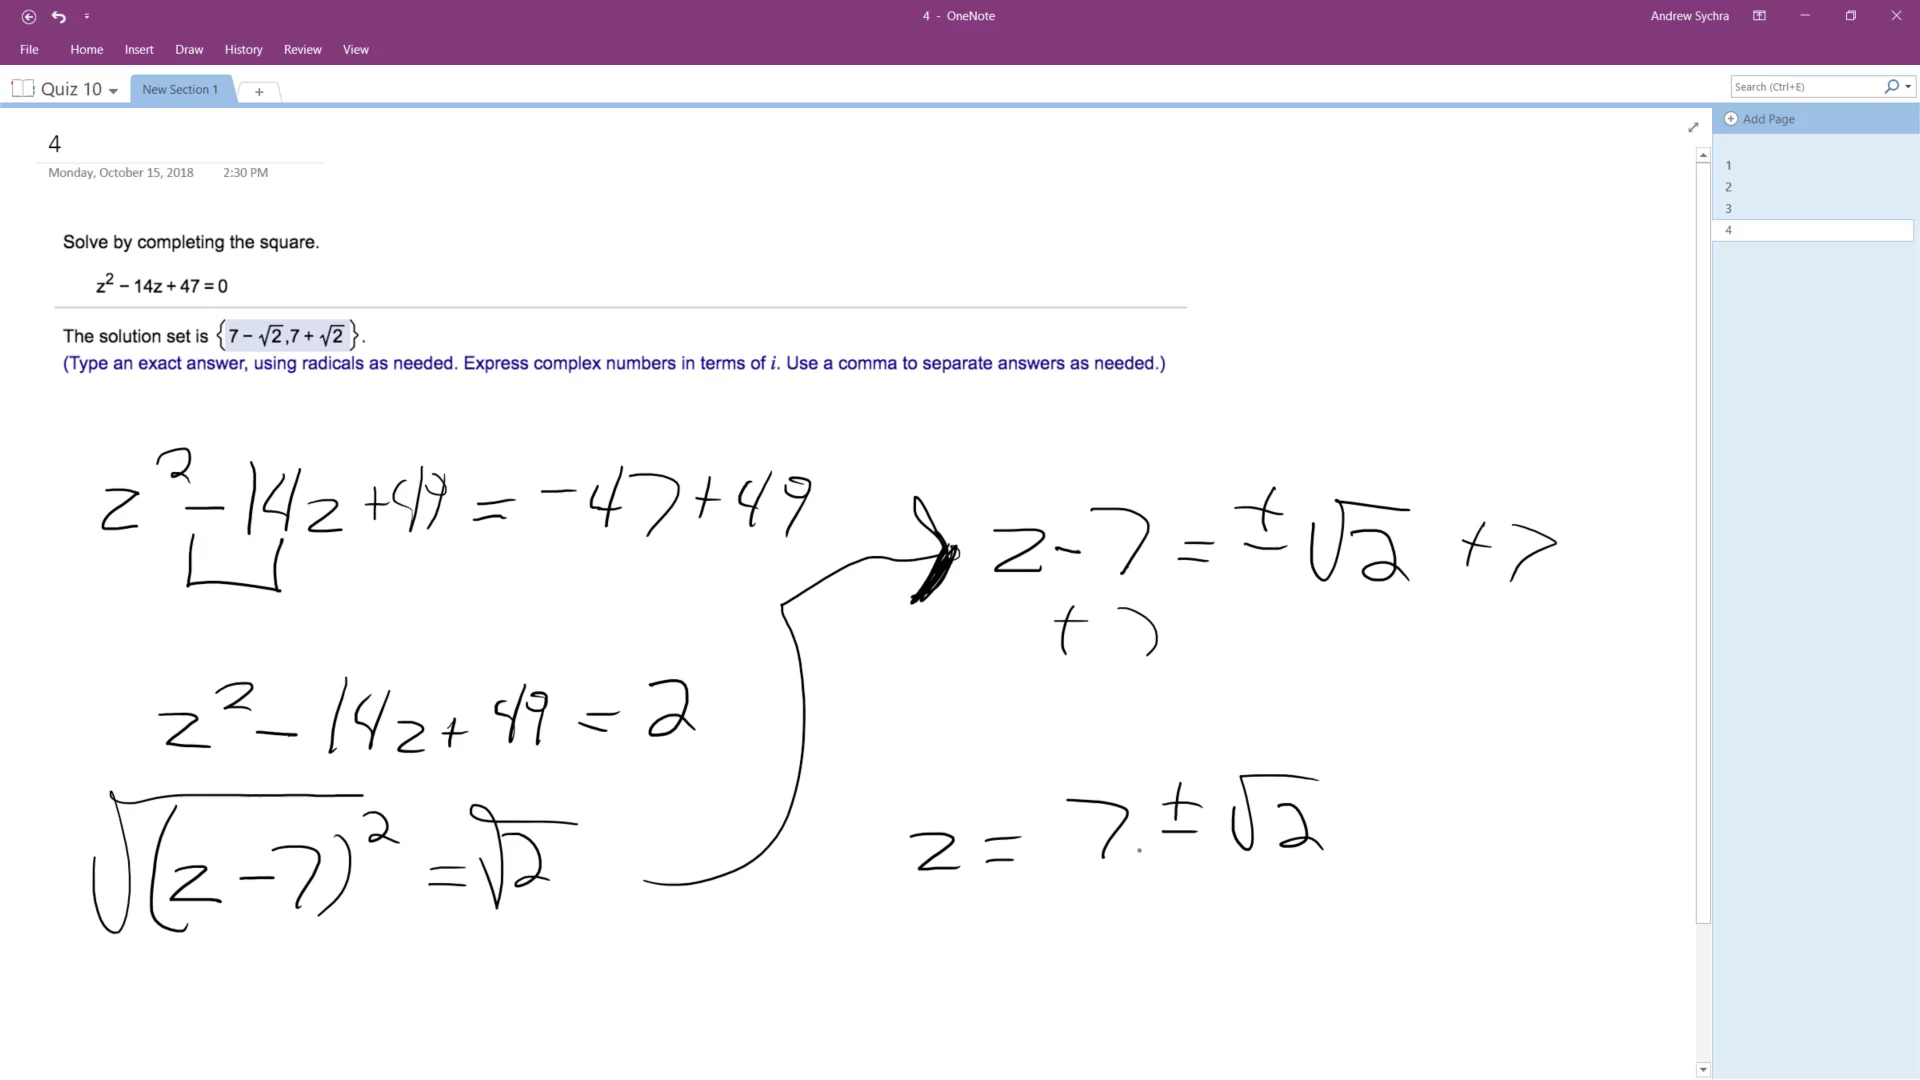 4 - OneNote
Andrew Sychra
File Home Insert Draw History Review View
Quiz 10 New Section 1 +
Search (Ctrl+E)
Add Page
1
2
3
4
4
Monday, October 15, 2018 2:30 PM
Solve by completing the square.
z² − 14z + 47 = 0
The solution set is {7 − √2,7 + √2}.
(Type an exact answer, using radicals as needed. Express complex numbers in terms of i. Use a comma to separate answers as needed.)
z² − 14z + 49 = −47 + 49
z² − 14z + 49 = 2
√(z − 7)² = √2
z − 7 = ± √2 + 7
+ 7
z = 7 ± √2